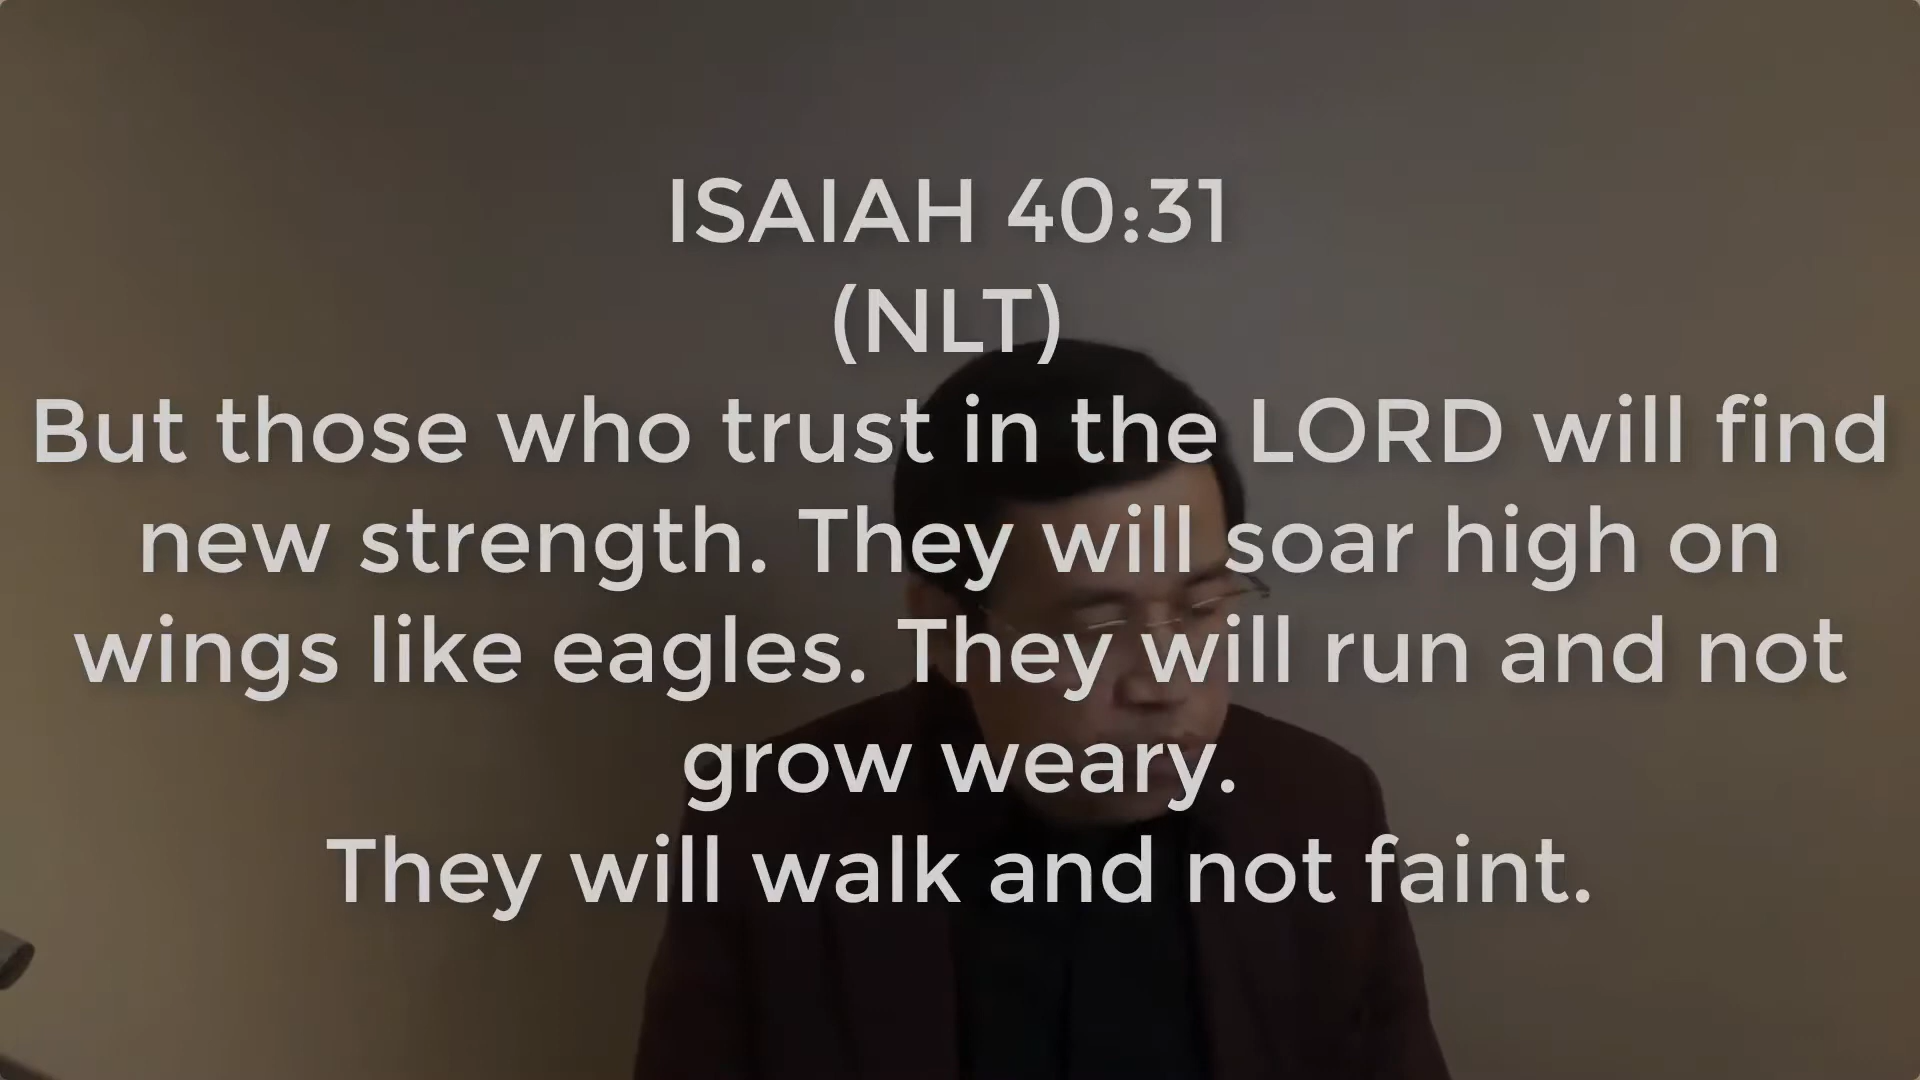 ISAIAH 40:31
(NLT)
But those who trust in the LORD will find
new strength. They will soar high on
wings like eagles. They will run and not
grow weary.
They will walk and not faint.